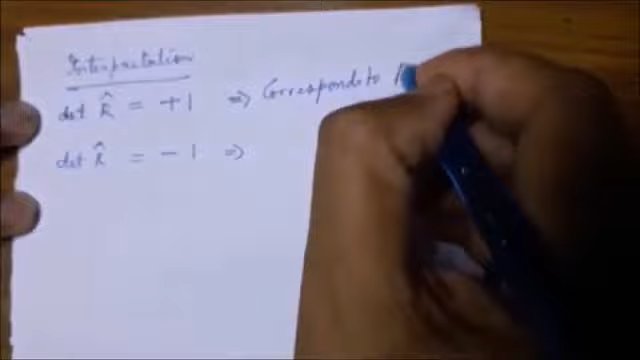 Interpretation
det R̂ = +1 ⇒ Corresponds to
det R̂ = -1 ⇒